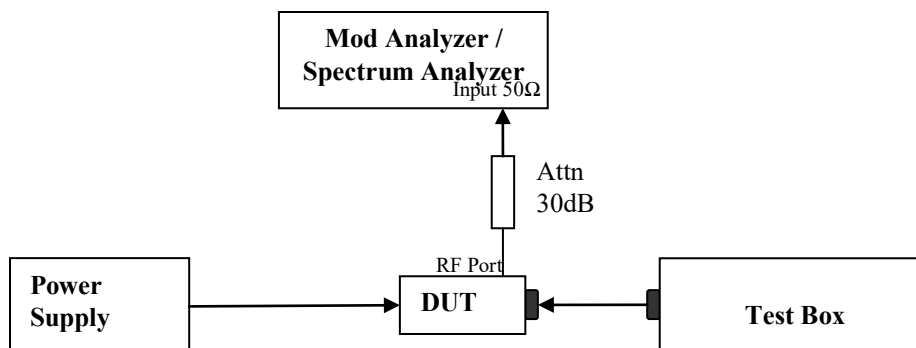 Mod Analyzer /
Spectrum Analyzer
Input 50Ω
Attn
30dB
RF Port
Power
Supply
DUT
Test Box